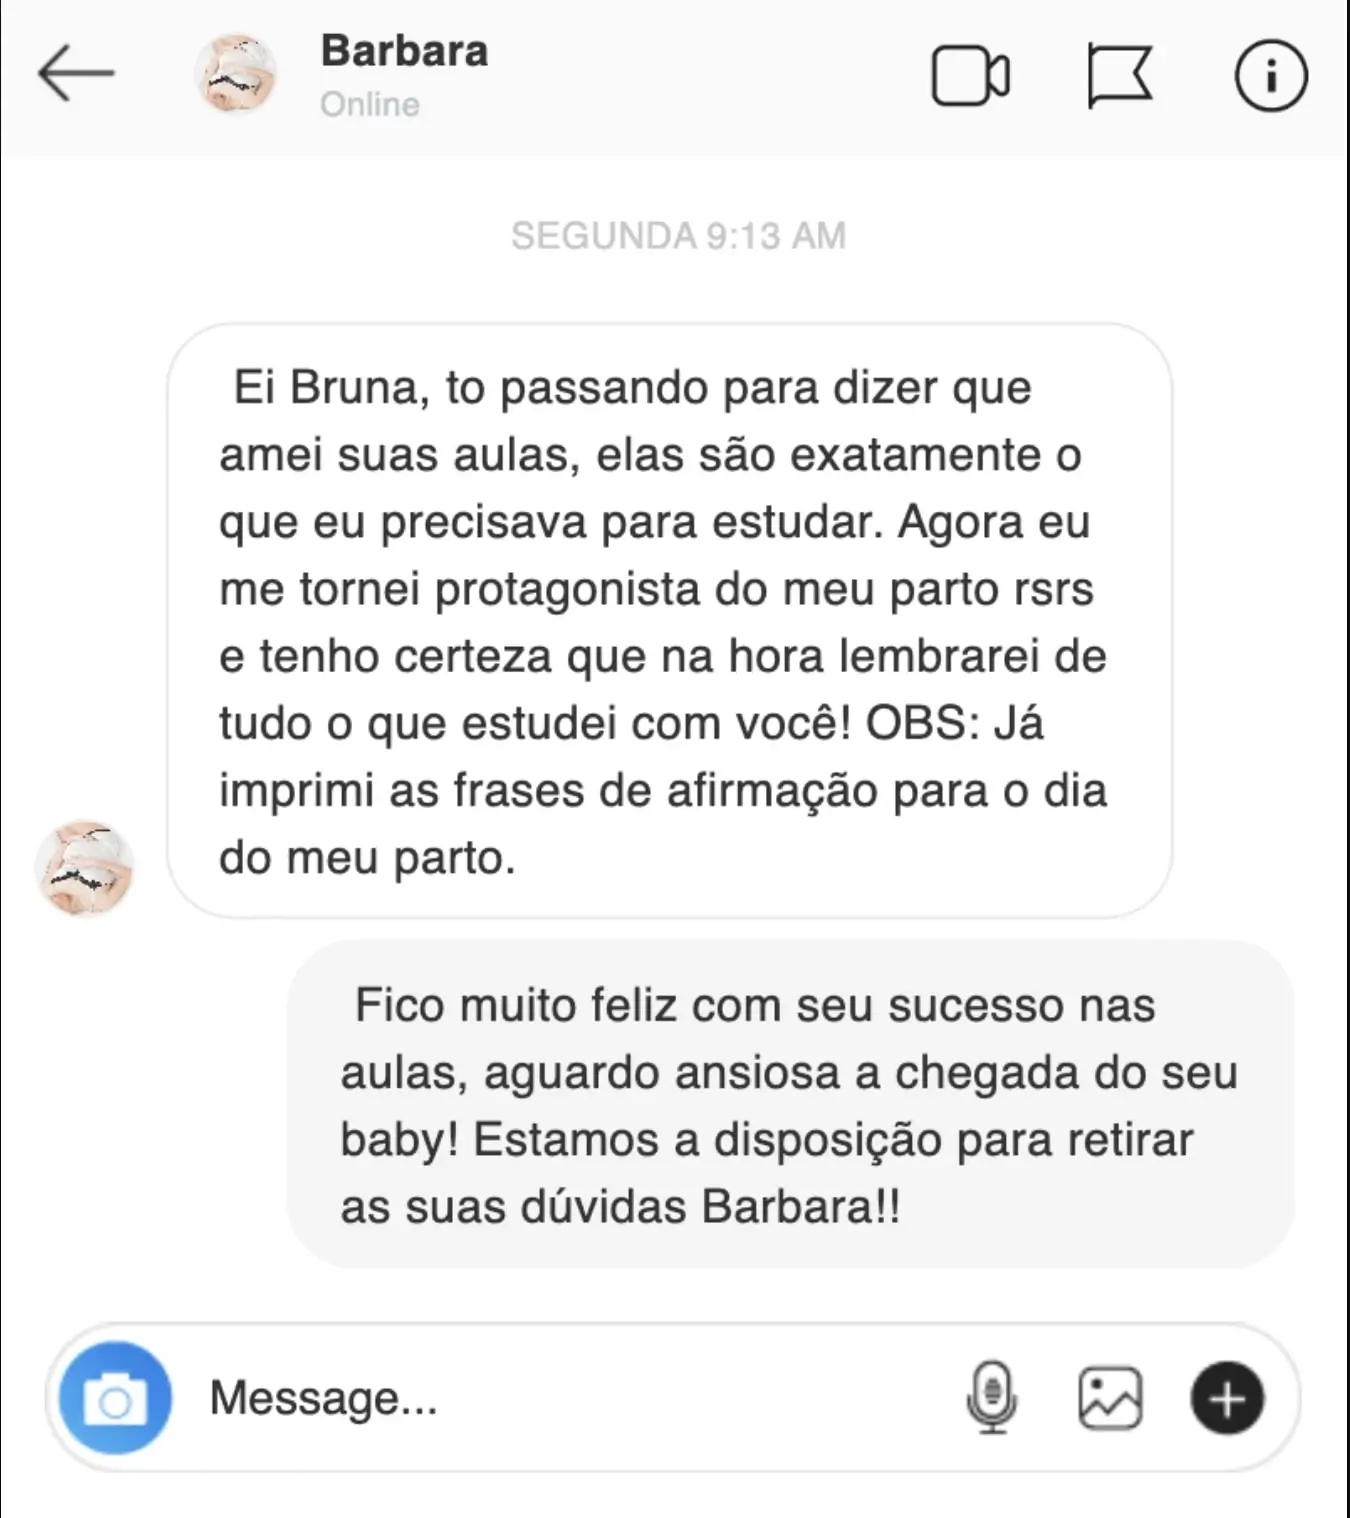 Barbara
Online
SEGUNDA 9:13 AM
Ei Bruna, to passando para dizer que
amei suas aulas, elas são exatamente o
que eu precisava para estudar. Agora eu
me tornei protagonista do meu parto rsrs
e tenho certeza que na hora lembrarei de
tudo o que estudei com você! OBS: Já
imprimi as frases de afirmação para o dia
do meu parto.
Fico muito feliz com seu sucesso nas
aulas, aguardo ansiosa a chegada do seu
baby! Estamos a disposição para retirar
as suas dúvidas Barbara!!
Message...